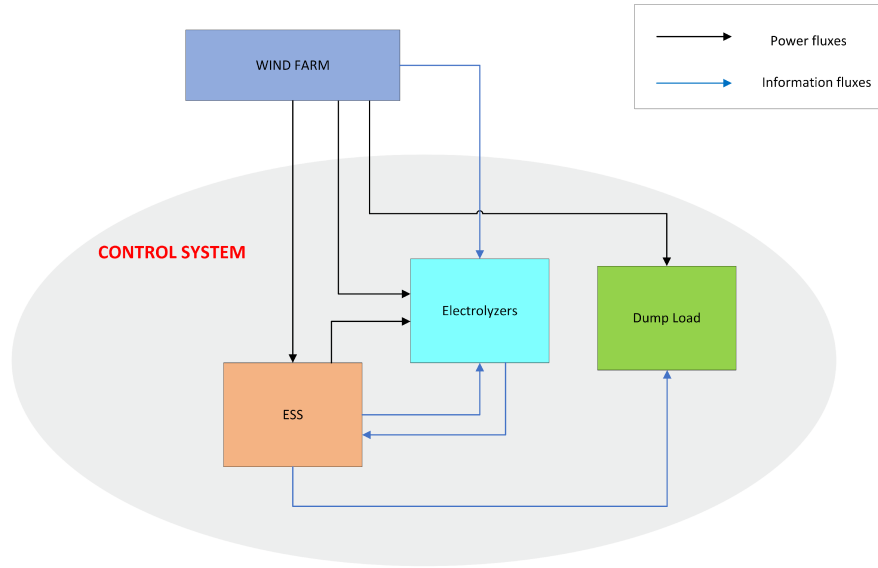 WIND FARM
Power fluxes
Information fluxes
CONTROL SYSTEM
Electrolyzers
Dump Load
ESS